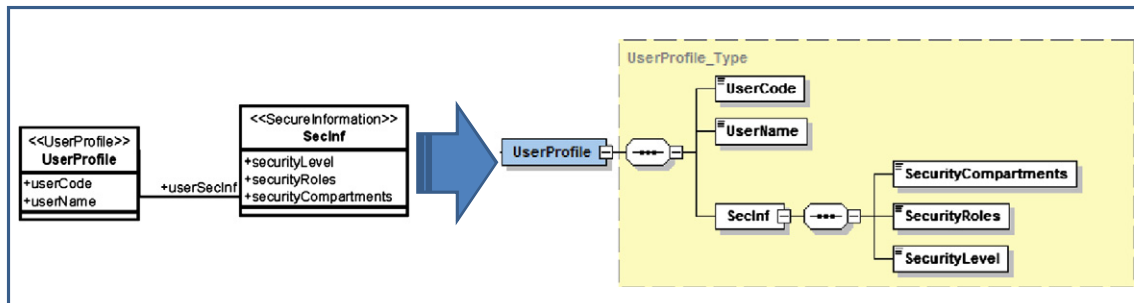 <<UserProfile>>
UserProfile
+userCode
+userName
+userSecInf
<<SecureInformation>>
SecInf
+securityLevel
+securityRoles
+securityCompartments
UserProfile
UserProfile_Type
UserCode
UserName
SecInf
SecurityCompartments
SecurityRoles
SecurityLevel